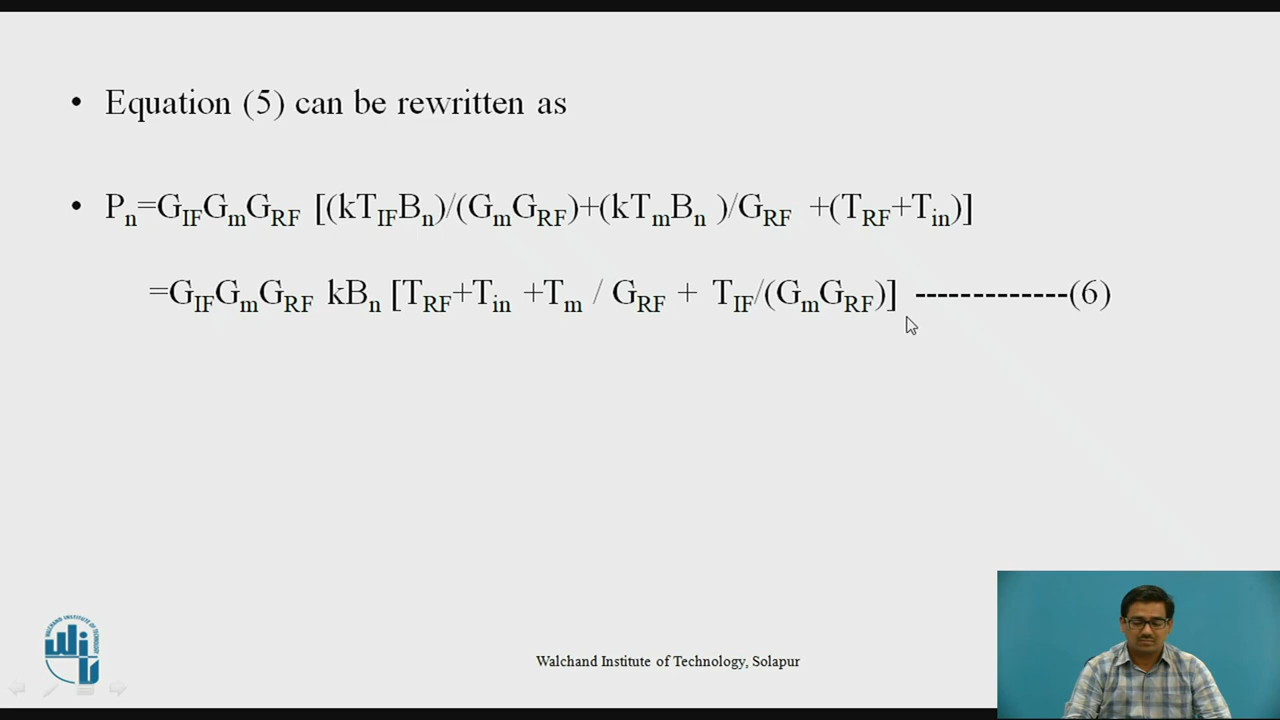 • Equation (5) can be rewritten as
• Pn=GIFGmGRF [(kTIFBn)/(GmGRF)+(kTmBn )/GRF +(TRF+Tin)]
=GIFGmGRF kBn [TRF+Tin +Tm / GRF + TIF/(GmGRF)] -------------(6)
Walchand Institute of Technology, Solapur